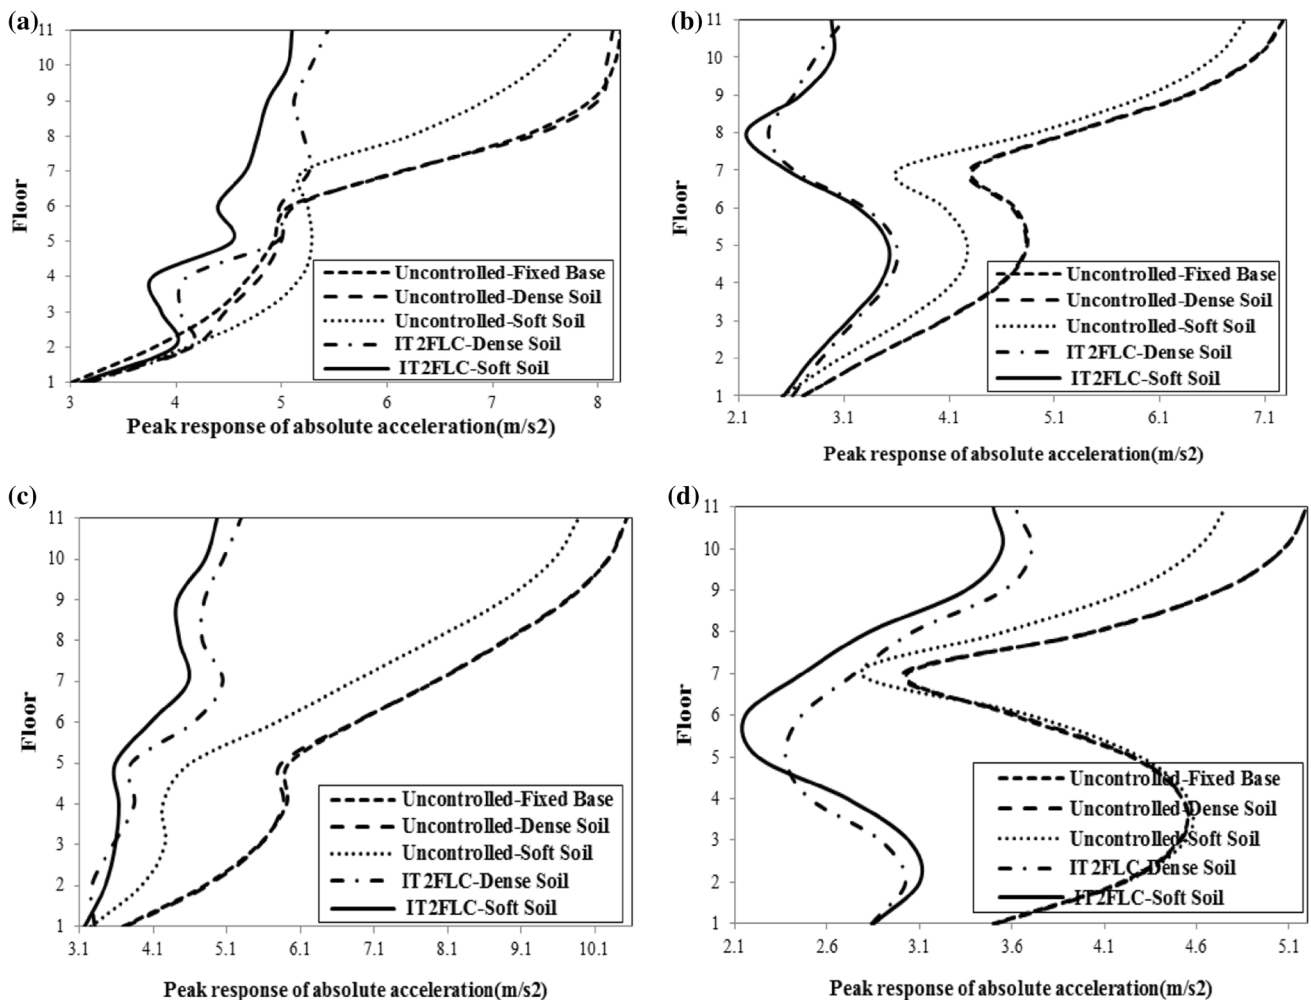 (a)
11
10
9
8
7
6
5
4
3
2
1
Floor
3 4 5 6 7 8
Peak response of absolute acceleration(m/s2)
Uncontrolled-Fixed Base
Uncontrolled-Dense Soil
Uncontrolled-Soft Soil
IT2FLC-Dense Soil
IT2FLC-Soft Soil
(b)
11
10
9
8
7
6
5
4
3
2
1
Floor
2.1 3.1 4.1 5.1 6.1 7.1
Peak response of absolute acceleration(m/s2)
Uncontrolled-Fixed Base
Uncontrolled-Dense Soil
Uncontrolled-Soft Soil
IT2FLC-Dense Soil
IT2FLC-Soft Soil
(c)
11
10
9
8
7
6
5
4
3
2
1
Floor
3.1 4.1 5.1 6.1 7.1 8.1 9.1 10.1
Peak response of absolute acceleration(m/s2)
Uncontrolled-Fixed Base
Uncontrolled-Dense Soil
Uncontrolled-Soft Soil
IT2FLC-Dense Soil
IT2FLC-Soft Soil
(d)
11
10
9
8
7
6
5
4
3
2
1
Floor
2.1 2.6 3.1 3.6 4.1 4.6 5.1
Peak response of absolute acceleration(m/s2)
Uncontrolled-Fixed Base
Uncontrolled-Dense Soil
Uncontrolled-Soft Soil
IT2FLC-Dense Soil
IT2FLC-Soft Soil